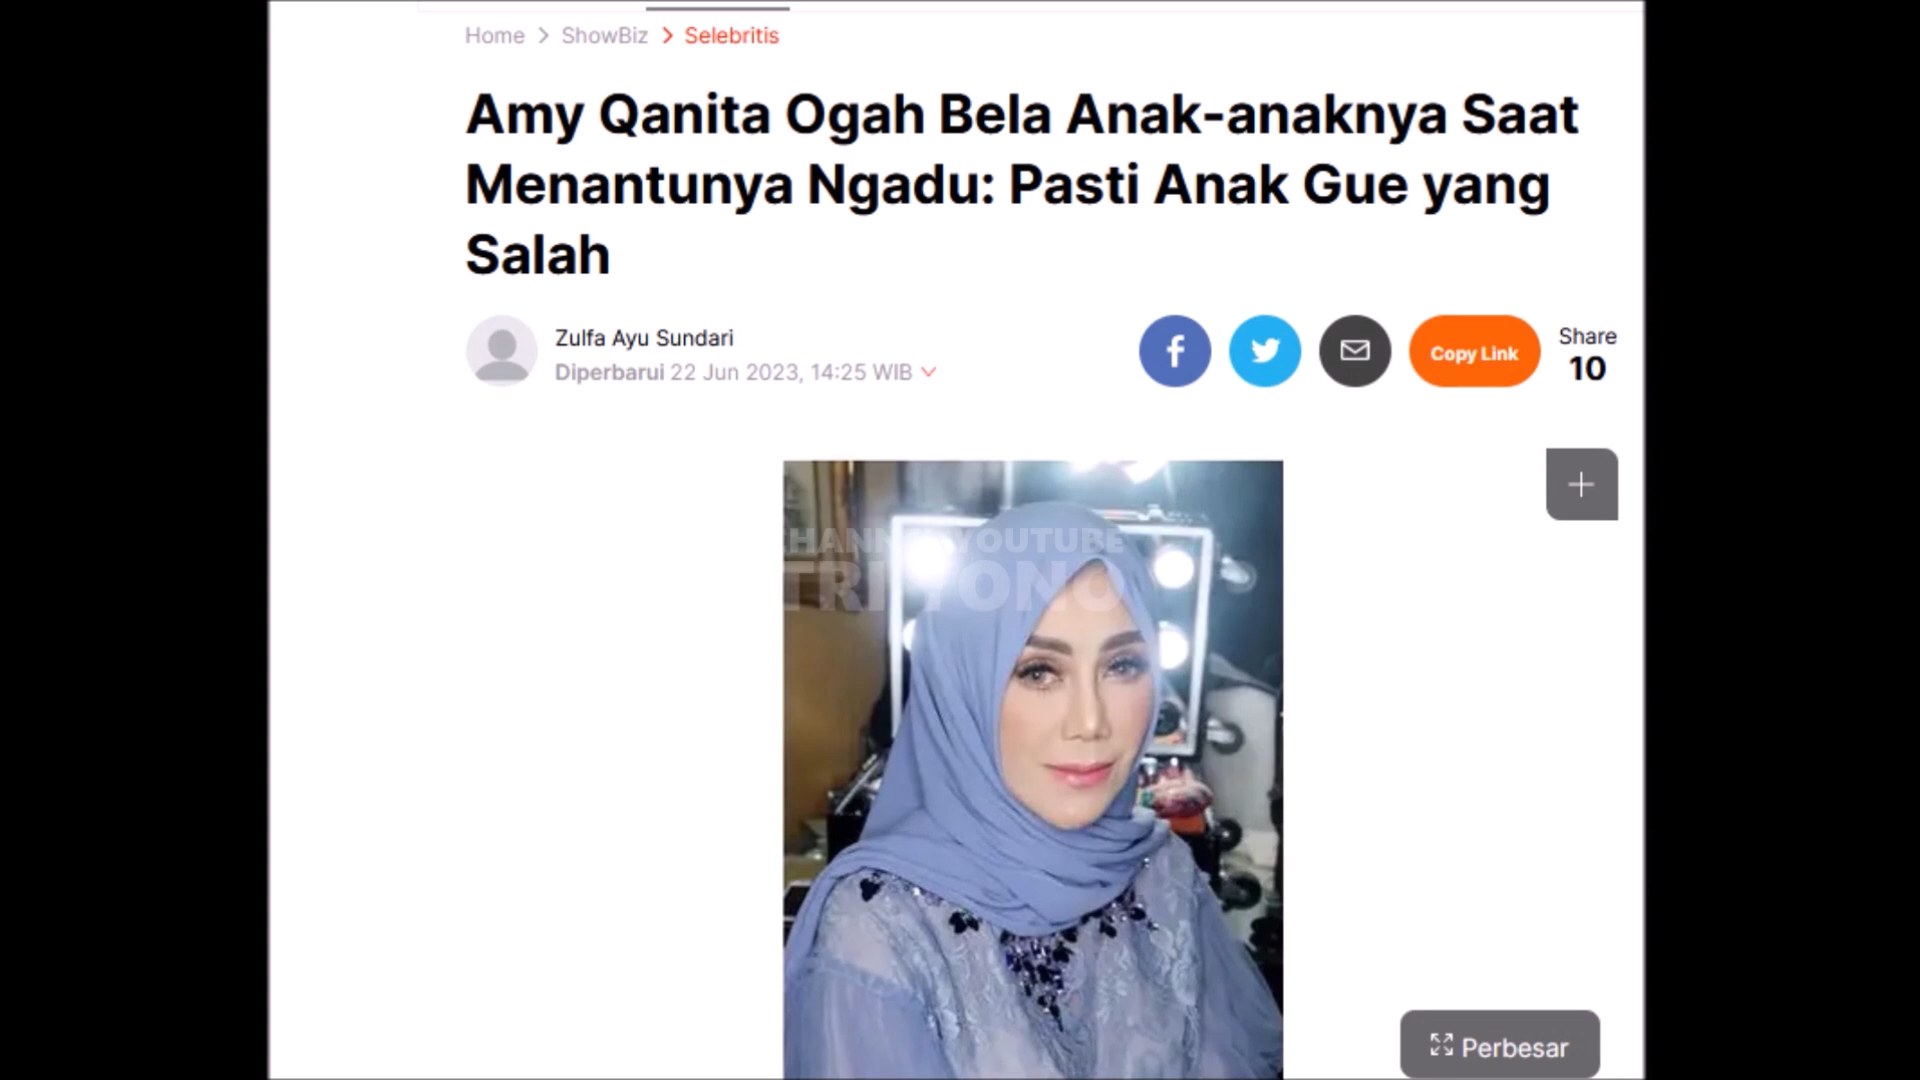 Home > ShowBiz > Selebritis
Amy Qanita Ogah Bela Anak-anaknya Saat
Menantunya Ngadu: Pasti Anak Gue yang
Salah
Zulfa Ayu Sundari
Diperbarui 22 Jun 2023, 14:25 WIB
f
Copy Link
Share
10
YOUTUBE
Perbesar